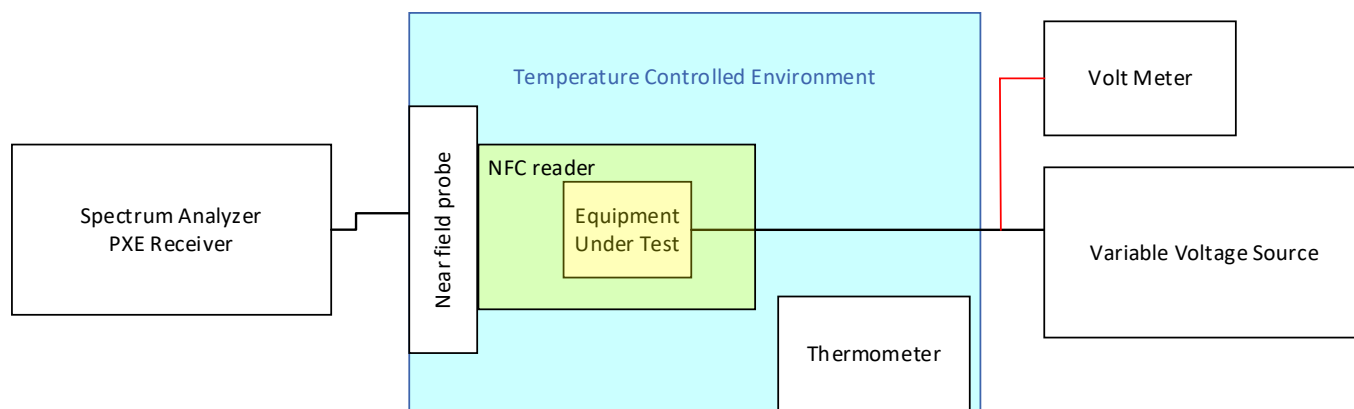 Temperature Controlled Environment
Volt Meter
Spectrum Analyzer
PXE Receiver
Near field probe
NFC reader
Equipment
Under Test
Variable Voltage Source
Thermometer